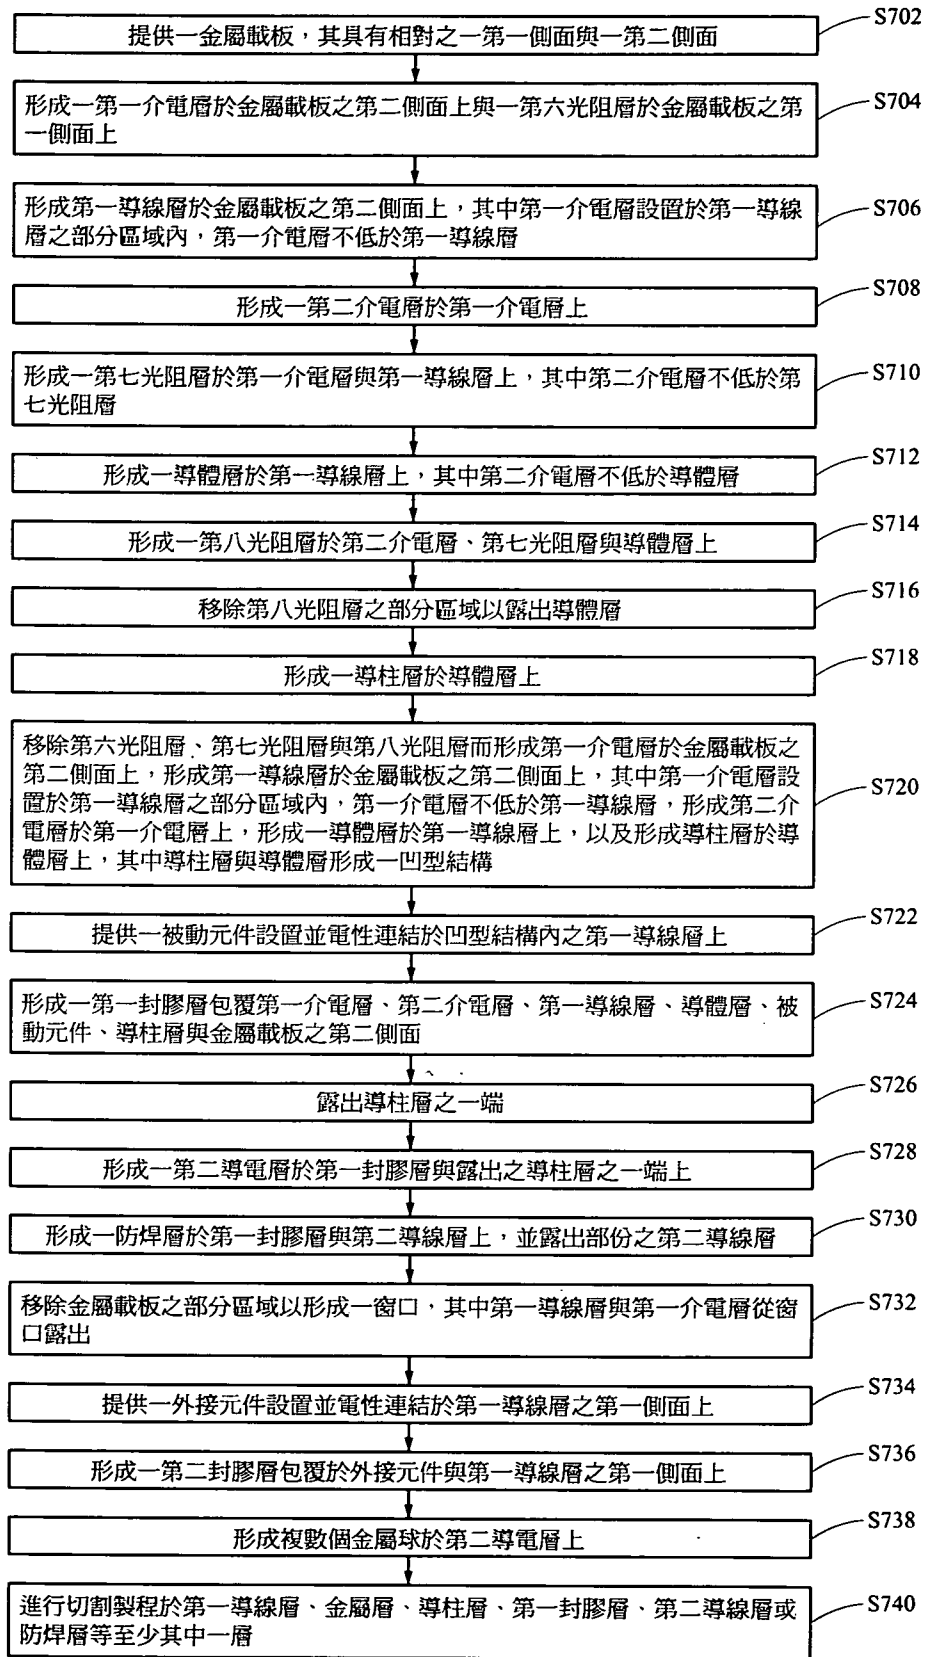 提供一金屬載板，其具有相對之一第一側面與一第二側面
S702
形成一第一介電層於金屬載板之第二側面上與一第六光阻層於金屬載板之第
一側面上
S704
形成第一導線層於金屬載板之第二側面上，其中第一介電層設置於第一導線
層之部分區域內，第一介電層不低於第一導線層
S706
形成一第二介電層於第一介電層上
S708
形成一第七光阻層於第一介電層與第一導線層上，其中第二介電層不低於第
七光阻層
S710
形成一導體層於第一導線層上，其中第二介電層不低於導體層
S712
形成一第八光阻層於第二介電層、第七光阻層與導體層上
S714
移除第八光阻層之部分區域以露出導體層
S716
形成一導柱層於導體層上
S718
移除第六光阻層、第七光阻層與第八光阻層而形成第一介電層於金屬載板之
第二側面上，形成第一導線層於金屬載板之第二側面上，其中第一介電層設
置於第一導線層之部分區域內，第一介電層不低於第一導線層，形成第二介
電層於第一介電層上，形成一導體層於第一導線層上，以及形成導柱層於導
體層上，其中導柱層與導體層形成一凹型結構
S720
提供一被動元件設置並電性連結於凹型結構內之第一導線層上
S722
形成一第一封膠層包覆第一介電層、第二介電層、第一導線層、導體層、被
動元件、導柱層與金屬載板之第二側面
S724
露出導柱層之一端
S726
形成一第二導電層於第一封膠層與露出之導柱層之一端上
S728
形成一防焊層於第一封膠層與第二導線層上，並露出部份之第二導線層
S730
移除金屬載板之部分區域以形成一窗口，其中第一導線層與第一介電層從窗
口露出
S732
提供一外接元件設置並電性連結於第一導線層之第一側面上
S734
形成一第二封膠層包覆於外接元件與第一導線層之第一側面上
S736
形成複數個金屬球於第二導電層上
S738
進行切割製程於第一導線層、金屬層、導柱層、第一封膠層、第二導線層或
防焊層等至少其中一層
S740